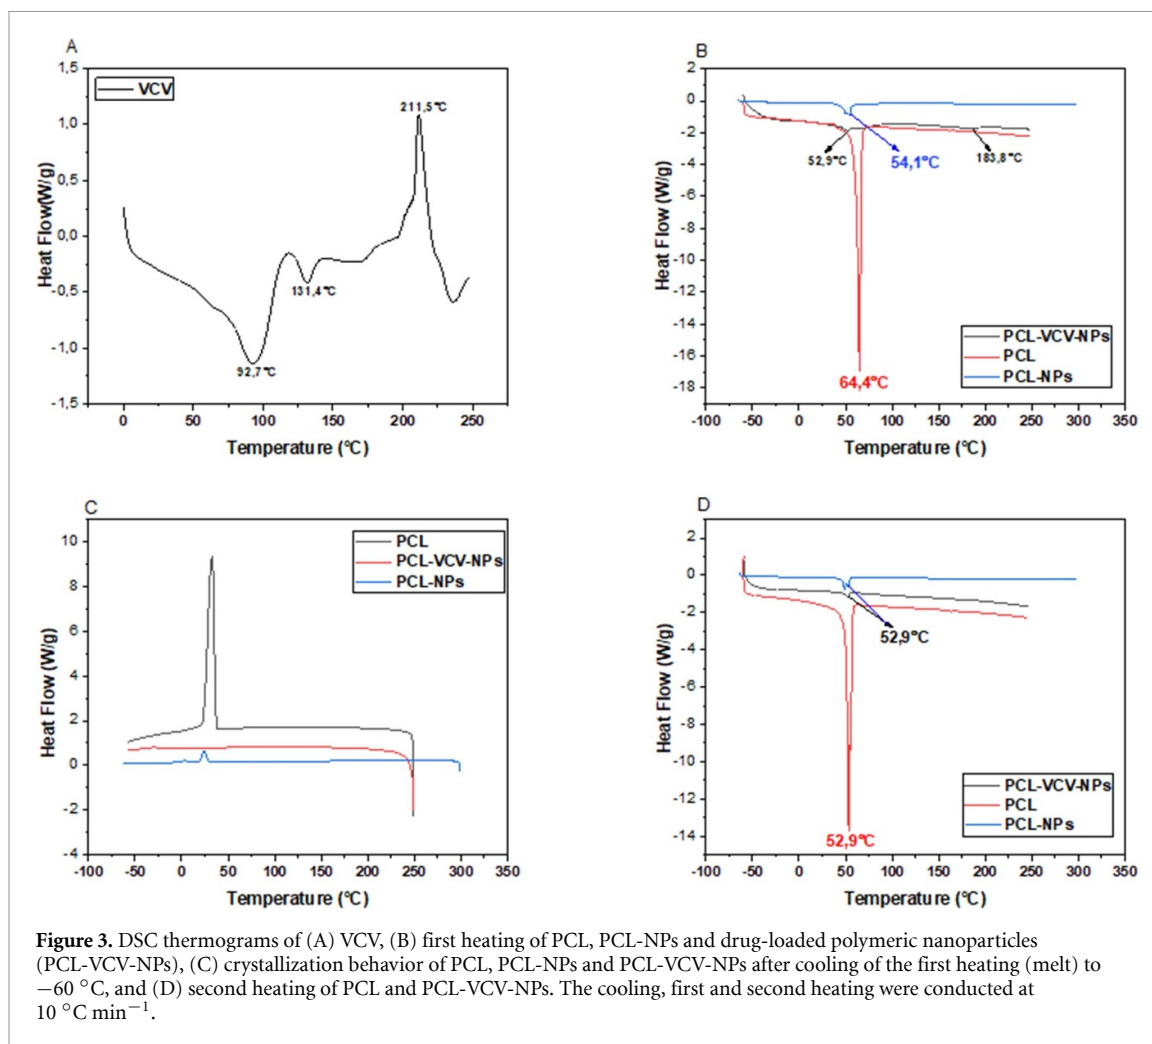 A
1,5
1,0
0,5
0,0
-0,5
-1,0
-1,5
Heat Flow(W/g)
VCV
211,5°C
131,4°C
92,7°C
0 50 100 150 200 250
Temperature (°C)
B
2
0
-2
-4
-6
-8
-10
-12
-14
-16
-18
Heat Flow (W/g)
52,9°C
54,1°C
183,8°C
64,4°C
PCL-VCV-NPs
PCL
PCL-NPs
-100 -50 0 50 100 150 200 250 300 350
Temperature (°C)
C
10
8
6
4
2
0
-2
-4
Heat Flow (W/g)
PCL
PCL-VCV-NPs
PCL-NPs
-100 -50 0 50 100 150 200 250 300 350
Temperature (°C)
D
2
0
-2
-4
-6
-8
-10
-12
-14
Heat Flow (W/g)
52,9°C
52,9°C
PCL-VCV-NPs
PCL
PCL-NPs
-100 -50 0 50 100 150 200 250 300 350
Temperature (°C)
Figure 3. DSC thermograms of (A) VCV, (B) first heating of PCL, PCL-NPs and drug-loaded polymeric nanoparticles
(PCL-VCV-NPs), (C) crystallization behavior of PCL, PCL-NPs and PCL-VCV-NPs after cooling of the first heating (melt) to
−60 °C, and (D) second heating of PCL and PCL-VCV-NPs. The cooling, first and second heating were conducted at
10 °C min⁻¹.